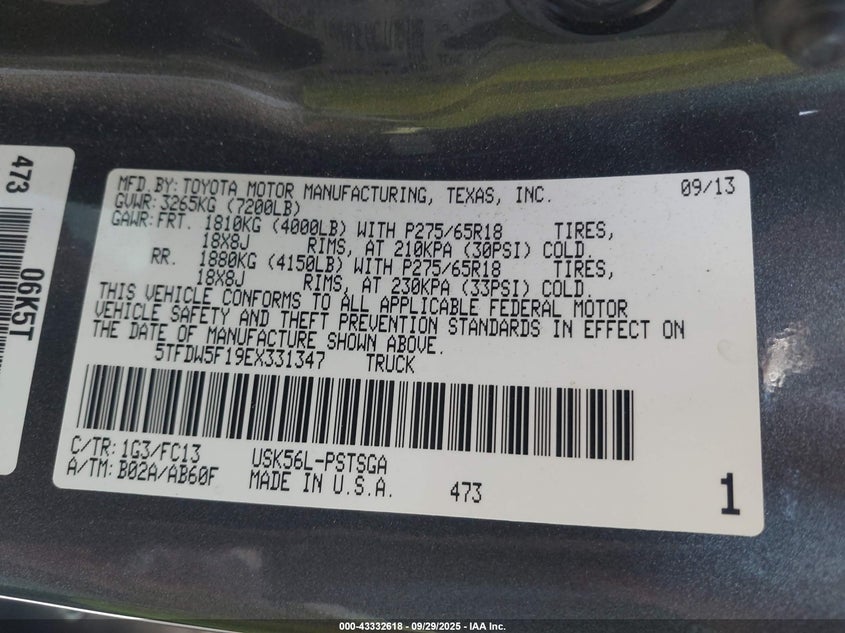 473
06K5T
MFD.BY: TOYOTA MOTOR MANUFACTURING, TEXAS, INC. 09/13
GVWR: 3265KG (7200LB)
GAWR: FRT. 1810KG (4000LB) WITH P275/65R18 TIRES,
18X8J RIMS, AT 210KPA (30PSI) COLD
RR. 1880KG (4150LB) WITH P275/65R18 TIRES,
18X8J RIMS, AT 230KPA (33PSI) COLD.
THIS VEHICLE CONFORMS TO ALL APPLICABLE FEDERAL MOTOR
VEHICLE SAFETY AND THEFT PREVENTION STANDARDS IN EFFECT ON
THE DATE OF MANUFACTURE SHOWN ABOVE.
5TFDW5F19EX331347 TRUCK
C/TR: 1G3/FC13 USK56L-PSTSGA
A/TM: B02A/AB60F MADE IN U.S.A. 473 1
000-43332618 - 09/29/2025 - IAA Inc.